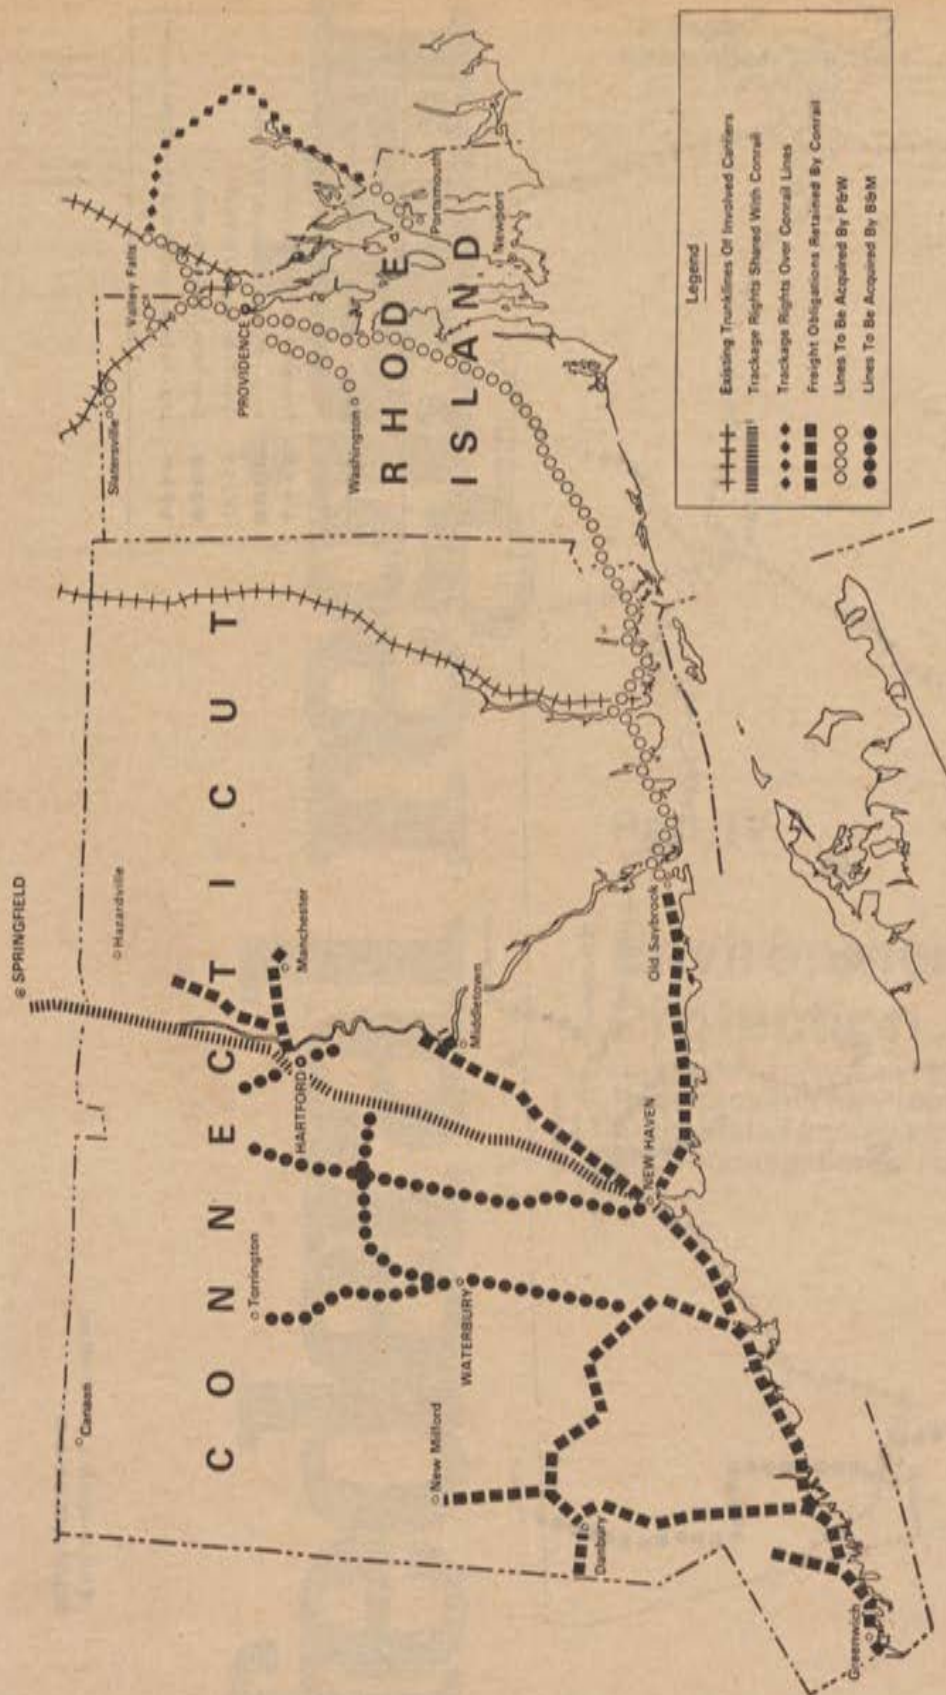 SPRINGFIELD
Hazardville
Canaan
CONNECTICUT
Torrington
HARTFORD
Manchester
Middletown
New Milford
WATERBURY
Danbury
NEW HAVEN
Old Saybrook
Greenwich
Slatersville
Valley Falls
PROVIDENCE
Washington
RHODE
ISLAND
Portsmouth
Newport
Legend
Existing Trunklines Of Involved Carriers
Trackage Rights Shared With Conrail
Trackage Rights Over Conrail Lines
Freight Obligations Retained By Conrail
Lines To Be Acquired By P&W
Lines To Be Acquired By B&M